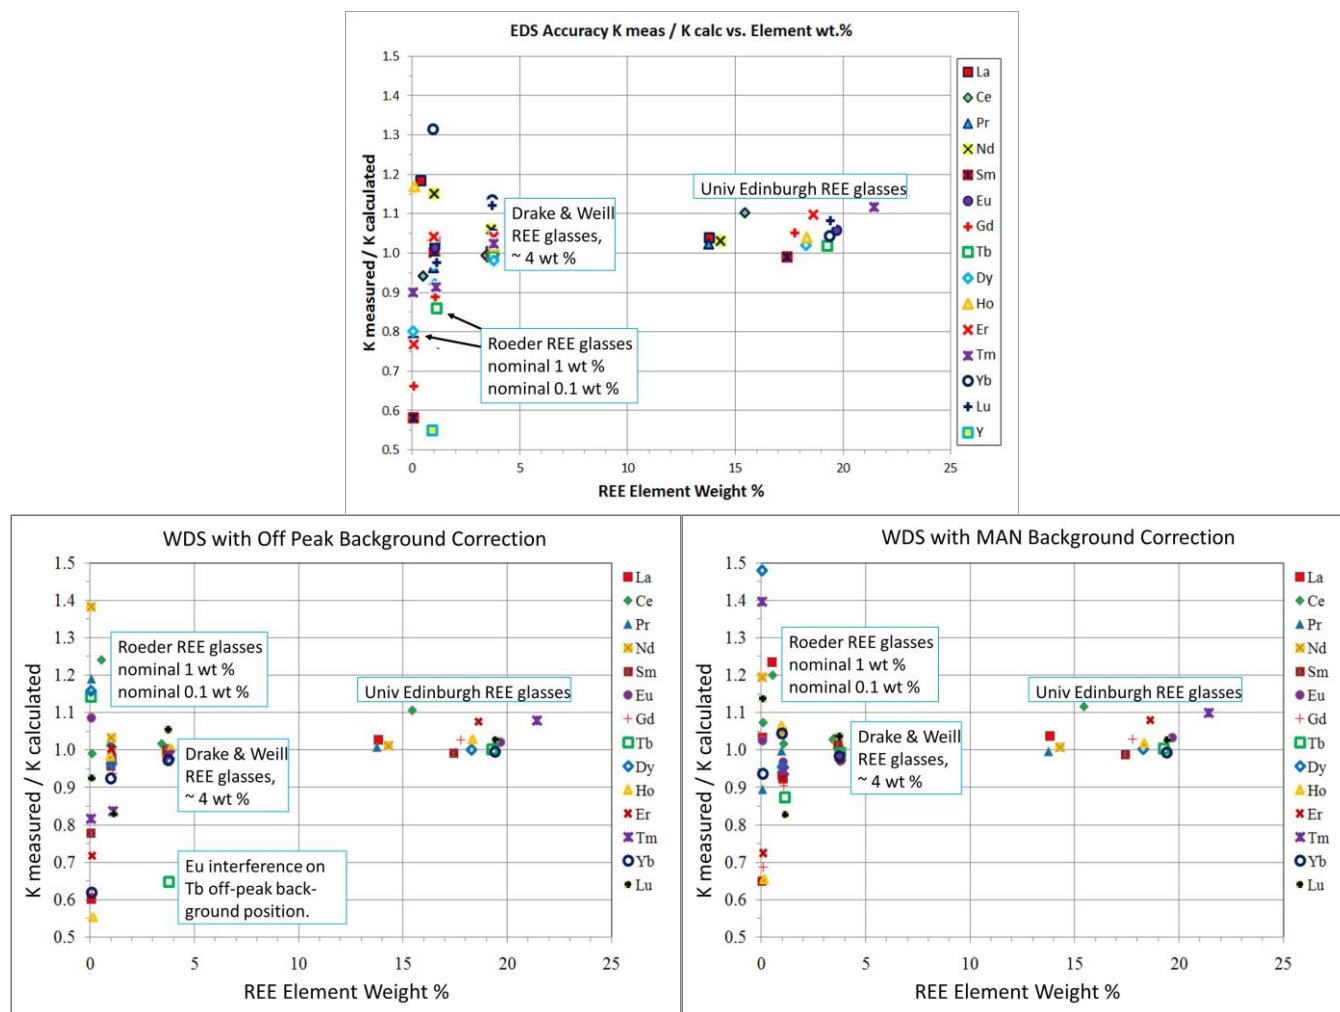 EDS Accuracy K meas / K calc vs. Element wt.%
K measured / K calculated
1.5
1.4
1.3
1.2
1.1
1.0
0.9
0.8
0.7
0.6
0.5
Univ Edinburgh REE glasses
Drake & Weill
REE glasses,
~ 4 wt %
Roeder REE glasses
nominal 1 wt %
nominal 0.1 wt %
0 5 10 15 20 25
REE Element Weight %
La
Ce
Pr
Nd
Sm
Eu
Gd
Tb
Dy
Ho
Er
Tm
Yb
Lu
Y
WDS with Off Peak Background Correction
K measured / K calculated
1.5
1.4
1.3
1.2
1.1
1.0
0.9
0.8
0.7
0.6
0.5
Roeder REE glasses
nominal 1 wt %
nominal 0.1 wt %
Univ Edinburgh REE glasses
Drake & Weill
REE glasses,
~ 4 wt %
Eu interference on
Tb off-peak back-
ground position.
0 5 10 15 20 25
REE Element Weight %
La
Ce
Pr
Nd
Sm
Eu
Gd
Tb
Dy
Ho
Er
Tm
Yb
Lu
WDS with MAN Background Correction
K measured / K calculated
1.5
1.4
1.3
1.2
1.1
1.0
0.9
0.8
0.7
0.6
0.5
Roeder REE glasses
nominal 1 wt %
nominal 0.1 wt %
Univ Edinburgh REE glasses
Drake & Weill
REE glasses,
~ 4 wt %
0 5 10 15 20 25
REE Element Weight %
La
Ce
Pr
Nd
Sm
Eu
Gd
Tb
Dy
Ho
Er
Tm
Yb
Lu